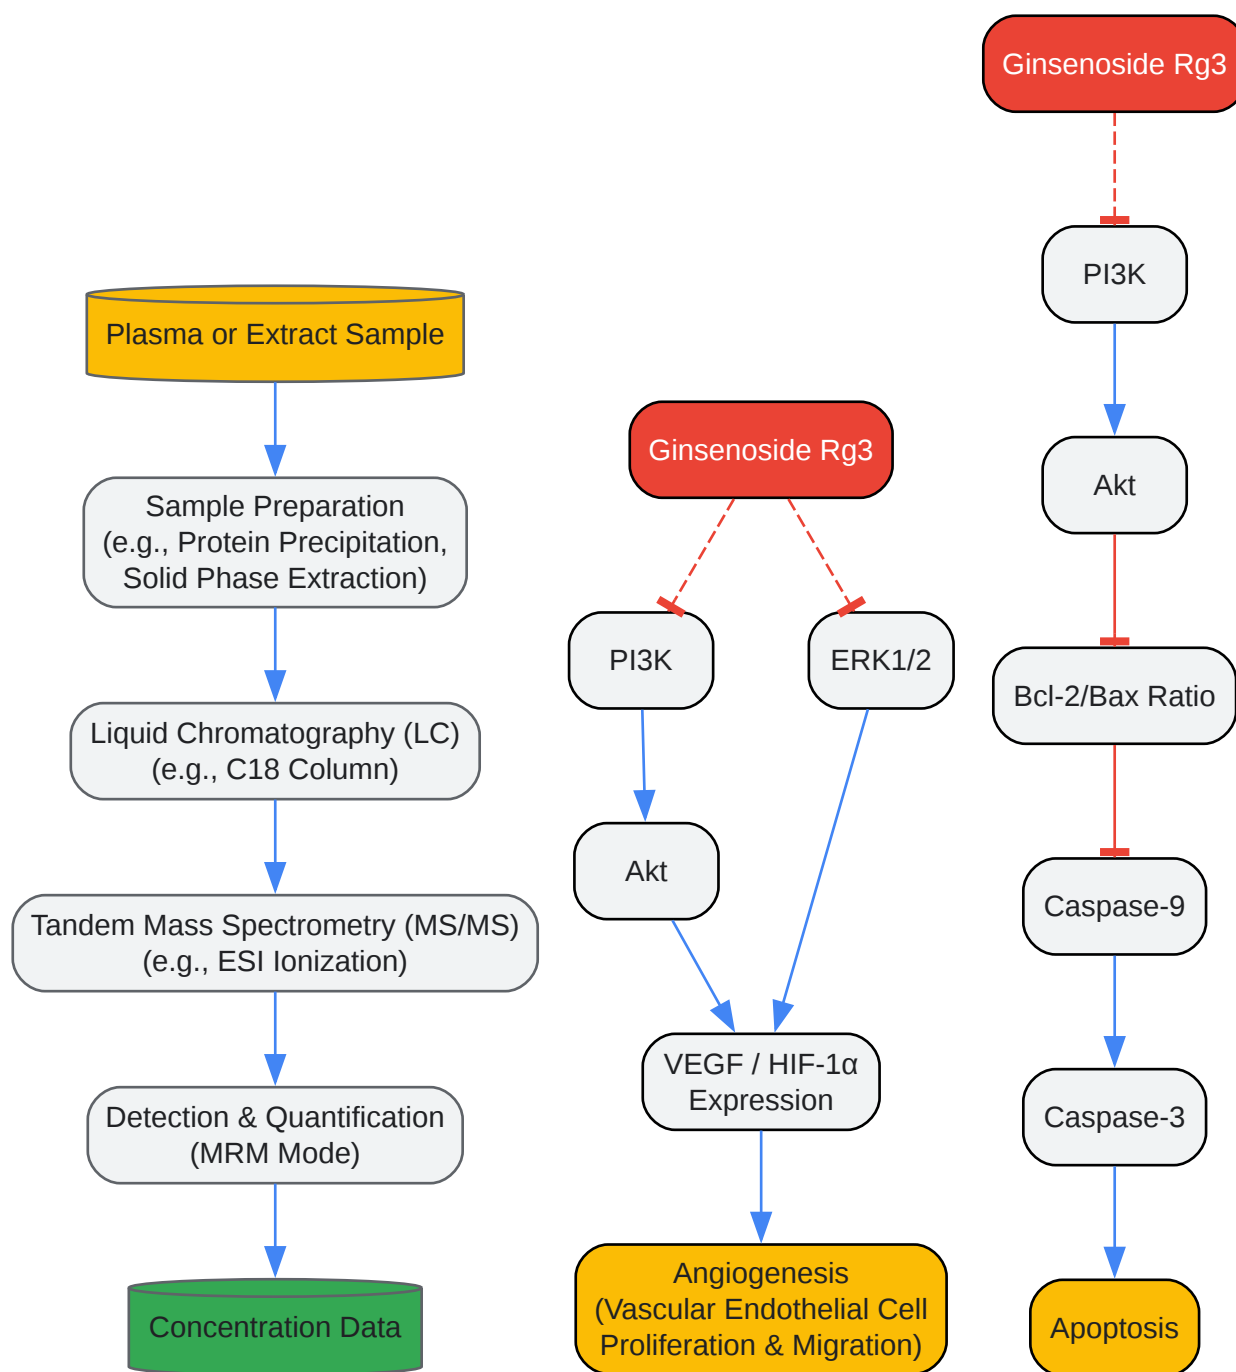 Plasma or Extract Sample
Sample Preparation
(e.g., Protein Precipitation,
Solid Phase Extraction)
Liquid Chromatography (LC)
(e.g., C18 Column)
Tandem Mass Spectrometry (MS/MS)
(e.g., ESI Ionization)
Detection & Quantification
(MRM Mode)
Concentration Data
Ginsenoside Rg3
PI3K
ERK1/2
Akt
VEGF / HIF-1α
Expression
Angiogenesis
(Vascular Endothelial Cell
Proliferation & Migration)
Ginsenoside Rg3
PI3K
Akt
Bcl-2/Bax Ratio
Caspase-9
Caspase-3
Apoptosis